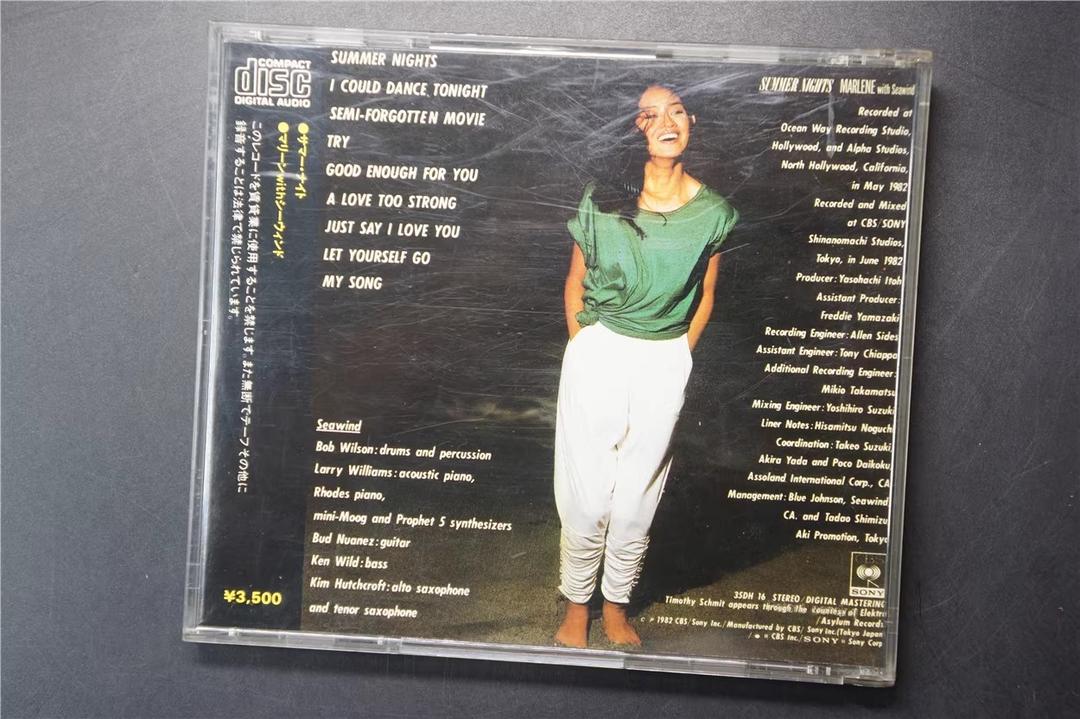 COMPACT
disc
DIGITAL AUDIO
●サマー・ナイト
●マリーンwithシーウィンド
このレコードを賃貸業に使用することを禁じます。また無断でテープその他に
録音することは法律で禁じられています。
¥3,500
SUMMER NIGHTS
I COULD DANCE TONIGHT
SEMI-FORGOTTEN MOVIE
TRY
GOOD ENOUGH FOR YOU
A LOVE TOO STRONG
JUST SAY I LOVE YOU
LET YOURSELF GO
MY SONG
Seawind
Bob Wilson:drums and percussion
Larry Williams:acoustic piano,
Rhodes piano,
mini-Moog and Prophet 5 synthesizers
Bud Nuanez:guitar
Ken Wild:bass
Kim Hutchcroft:alto saxophone
and tenor saxophone
SUMMER NIGHTS MARLENE with Seawind
Recorded at
Ocean Way Recording Studio,
Hollywood, and Alpha Studios,
North Hollywood, California,
in May 1982
Recorded and Mixed
at CBS/SONY
Shinanomachi Studios,
Tokyo, in June 1982
Producer:Yasohachi Itoh
Assistant Producer:
Freddie Yamazaki
Recording Engineer:Allen Sides
Assistant Engineer:Tony Chiappa
Additional Recording Engineer:
Mikio Takamatsu
Mixing Engineer:Yoshihiro Suzuki
Liner Notes:Hisamitsu Noguchi
Coordination:Takeo Suzuki,
Akira Yada and Poco Daikoku,
Assoland International Corp., CA
Management:Blue Johnson, Seawind,
CA. and Tadao Shimizu
Aki Promotion, Tokyo
CBS
SONY
35DH 16 STEREO/DIGITAL MASTERING
Timothy Schmit appears through the courtesy of Elektra
/Asylum Records
© ℗ 1982 CBS/Sony Inc./Manufactured by CBS/Sony Inc.(Tokyo Japan)
CBS Inc./SONY Sony Corp